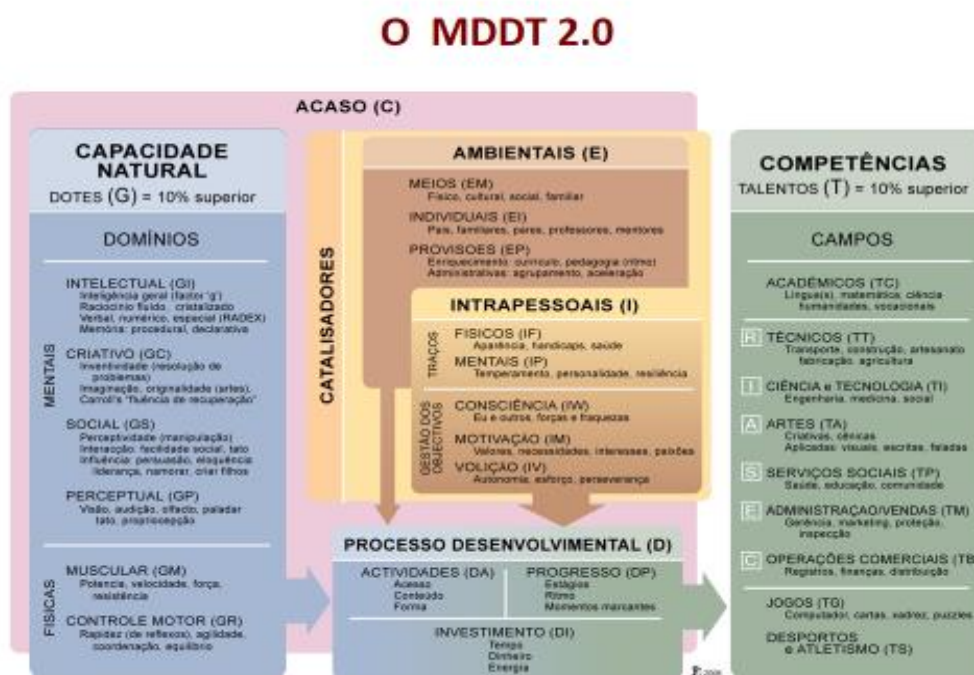 O MDDT 2.0
ACASO (C)
CAPACIDADE
NATURAL
DOTES (G) = 10% superior
DOMÍNIOS
MENTAIS
INTELECTUAL (GI)
Inteligência geral (factor 'g')
Raciocínio fluido, cristalizado
Verbal, numérico, espacial (RADEX)
Memória: procedural, declarativa
CRIATIVO (GC)
Inventividade (resolução de
problemas)
Imaginação, originalidade (artes),
Carroll's "fluência de recuperação"
SOCIAL (GS)
Perceptividade (manipulação)
Interacção: facilidade social, tato
Influência: persuasão, eloquência
liderança, namorar, criar filhos
PERCEPTUAL (GP)
Visão, audição, olfacto, paladar
tato, propriocepção
FISICAS
MUSCULAR (GM)
Potencia, velocidade, força,
resistência
CONTROLE MOTOR (GR)
Rapidez (de reflexos), agilidade,
coordenação, equilíbrio
CATALISADORES
AMBIENTAIS (E)
MEIOS (EM)
Físico, cultural, social, familiar
INDIVIDUAIS (EI)
Pais, familiares, pares, professores, mentores
PROVISOES (EP)
Enriquecimento: currículo, pedagogia (ritmo)
Administrativas: agrupamento, aceleração
INTRAPESSOAIS (I)
TRAÇOS
FISICOS (IF)
Aparência, handicaps, saúde
MENTAIS (IP)
Temperamento, personalidade, resiliência
GESTÃO DOS
OBJECTIVOS
CONSCIÊNCIA (IW)
Eu e outros, forças e fraquezas
MOTIVAÇÃO (IM)
Valores, necessidades, interesses, paixões
VOLIÇÃO (IV)
Autonomia, esforço, perseverança
PROCESSO DESENVOLVIMENTAL (D)
ACTIVIDADES (DA)
Acesso
Conteúdo
Forma
PROGRESSO (DP)
Estágios
Ritmo
Momentos marcantes
INVESTIMENTO (DI)
Tempo
Dinheiro
Energia
COMPETÊNCIAS
TALENTOS (T) = 10% superior
CAMPOS
ACADÉMICOS (TC)
Língua(s), matemática, ciência
humanidades, vocacionais
R TÉCNICOS (TT)
Transporte, construção, artesanato
fabricação, agricultura
I CIÊNCIA e TECNOLOGIA (TI)
Engenharia, medicina, social
A ARTES (TA)
Criativas, cênicas
Aplicadas: visuais, escritas, faladas
S SERVIÇOS SOCIAIS (TP)
Saúde, educação, comunidade
E ADMINISTRAÇAO/VENDAS (TM)
Gerência, marketing, proteção,
inspecção
C OPERAÇÕES COMERCIAIS (TB)
Registros, finanças, distribuição
JOGOS (TG)
Computador, cartas, xadrez, puzzles
DESPORTOS
e ATLETISMO (TS)